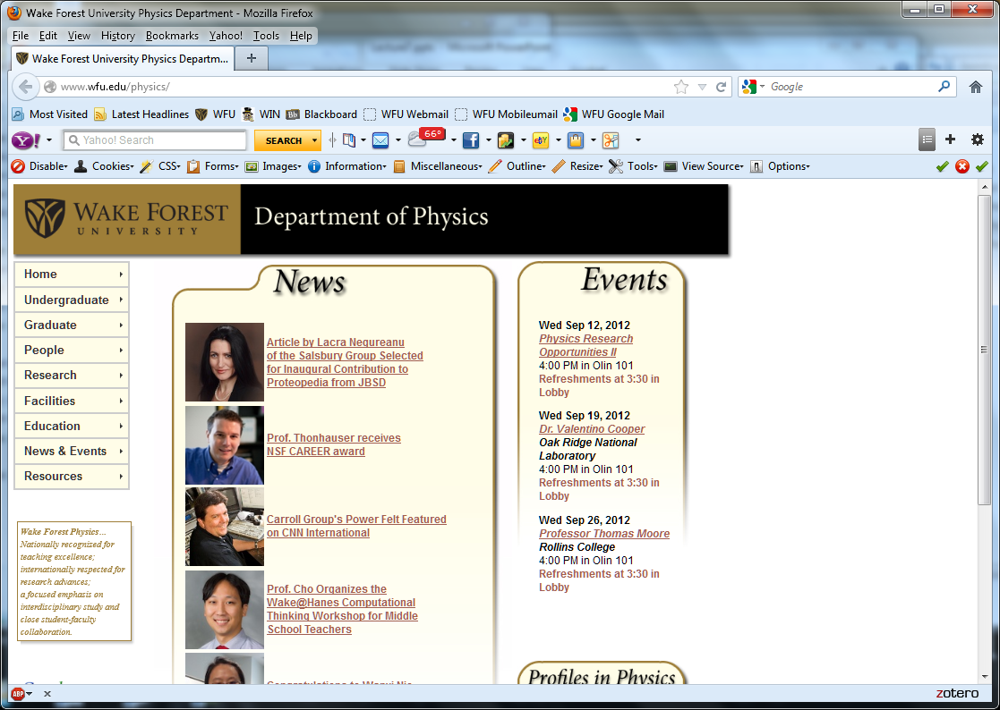 Wake Forest University Physics Department - Mozilla Firefox
File Edit View History Bookmarks Yahoo! Tools Help
Wake Forest University Physics Departm...
www.wfu.edu/physics/
Google
Most Visited Latest Headlines WFU WIN Bb Blackboard WFU Webmail WFU Mobileumail WFU Google Mail
Y! Yahoo! Search SEARCH 66° eBY
Disable Cookies CSS Forms Images Information Miscellaneous Outline Resize Tools View Source Options
WAKE FOREST
UNIVERSITY
Department of Physics
Home
Undergraduate
Graduate
People
Research
Facilities
Education
News & Events
Resources
Wake Forest Physics...
Nationally recognized for
teaching excellence;
internationally respected for
research advances;
a focused emphasis on
interdisciplinary study and
close student-faculty
collaboration.
News
Article by Lacra Negureanu
of the Salsbury Group Selected
for Inaugural Contribution to
Proteopedia from JBSD
Prof. Thonhauser receives
NSF CAREER award
Carroll Group's Power Felt Featured
on CNN International
Prof. Cho Organizes the
Wake@Hanes Computational
Thinking Workshop for Middle
School Teachers
Events
Wed Sep 12, 2012
Physics Research
Opportunities II
4:00 PM in Olin 101
Refreshments at 3:30 in
Lobby
Wed Sep 19, 2012
Dr. Valentino Cooper
Oak Ridge National
Laboratory
4:00 PM in Olin 101
Refreshments at 3:30 in
Lobby
Wed Sep 26, 2012
Professor Thomas Moore
Rollins College
4:00 PM in Olin 101
Refreshments at 3:30 in
Lobby
Profiles in Physics
ABP
zotero